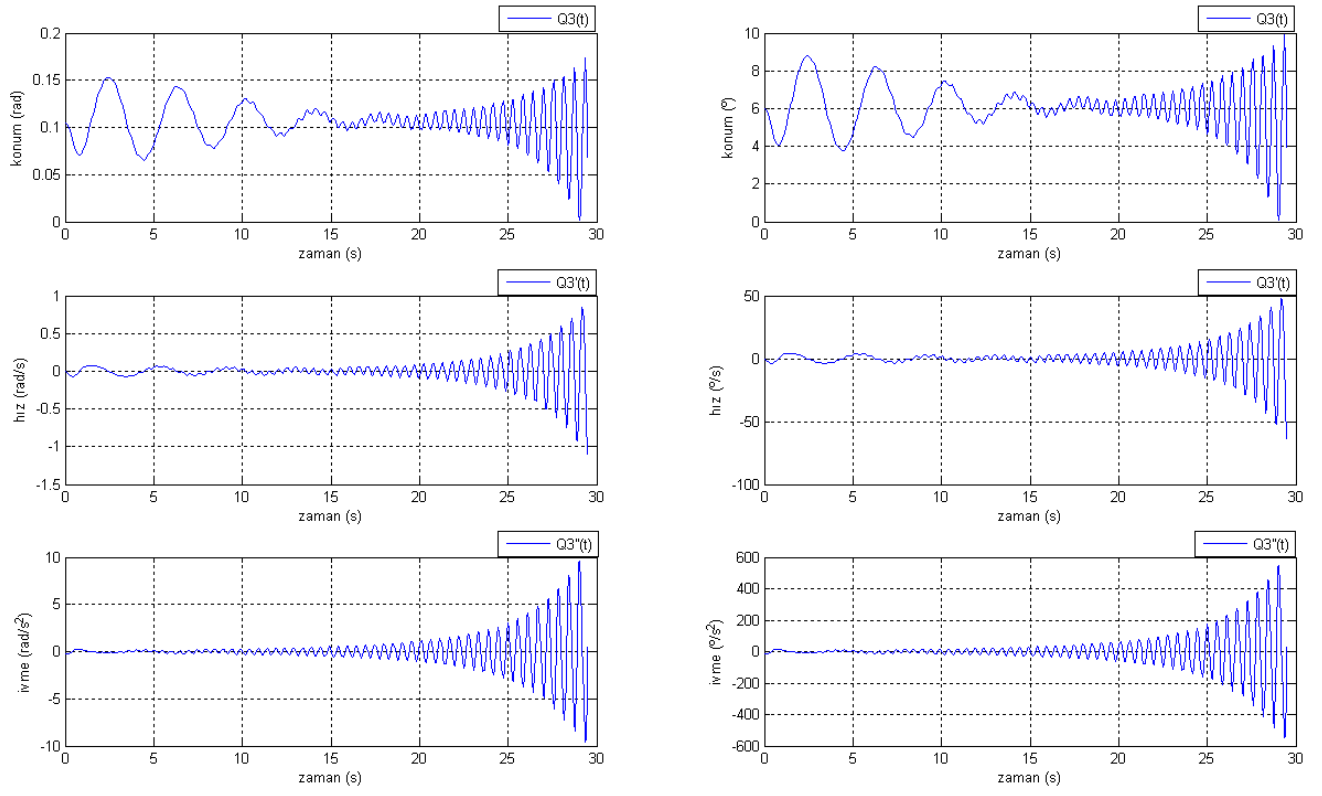 Q3(t)
konum (rad)
0.2
0.15
0.1
0.05
0
0 5 10 15 20 25 30
zaman (s)
Q3(t)
konum (º)
10
8
6
4
2
0
0 5 10 15 20 25 30
zaman (s)
Q3'(t)
hız (rad/s)
1
0.5
0
-0.5
-1
-1.5
0 5 10 15 20 25 30
zaman (s)
Q3'(t)
hız (º/s)
50
0
-50
-100
0 5 10 15 20 25 30
zaman (s)
Q3''(t)
ivme (rad/s²)
10
5
0
-5
-10
0 5 10 15 20 25 30
zaman (s)
Q3''(t)
ivme (º/s²)
600
400
200
0
-200
-400
-600
0 5 10 15 20 25 30
zaman (s)